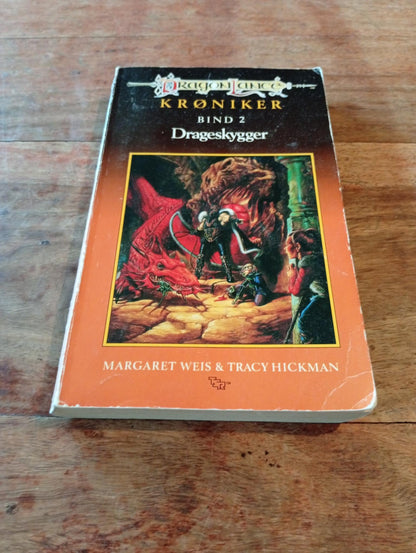 DragonLance
KRØNIKER
BIND 2
Drageskygger
MARGARET WEIS & TRACY HICKMAN